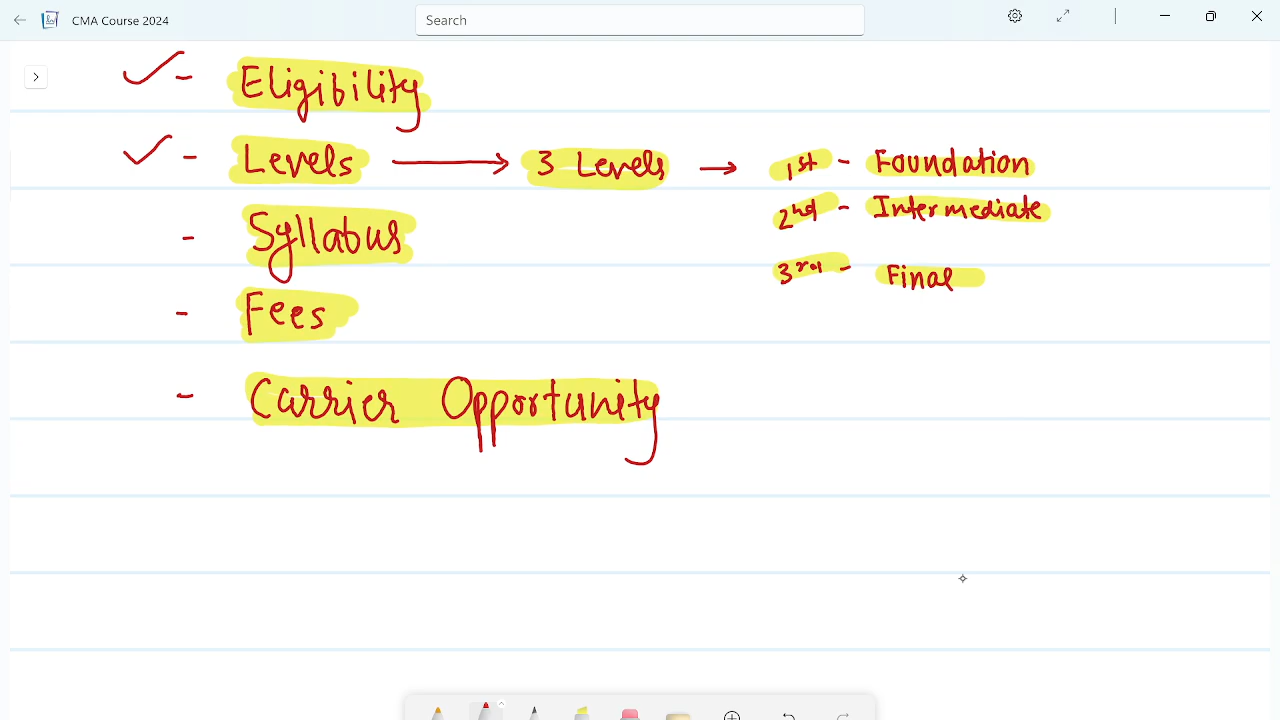 CMA Course 2024
Search
- Eligibility
- Levels → 3 Levels → 1st - Foundation
2nd - Intermediate
- Syllabus
3rd - Final
- Fees
- Carrier Opportunity